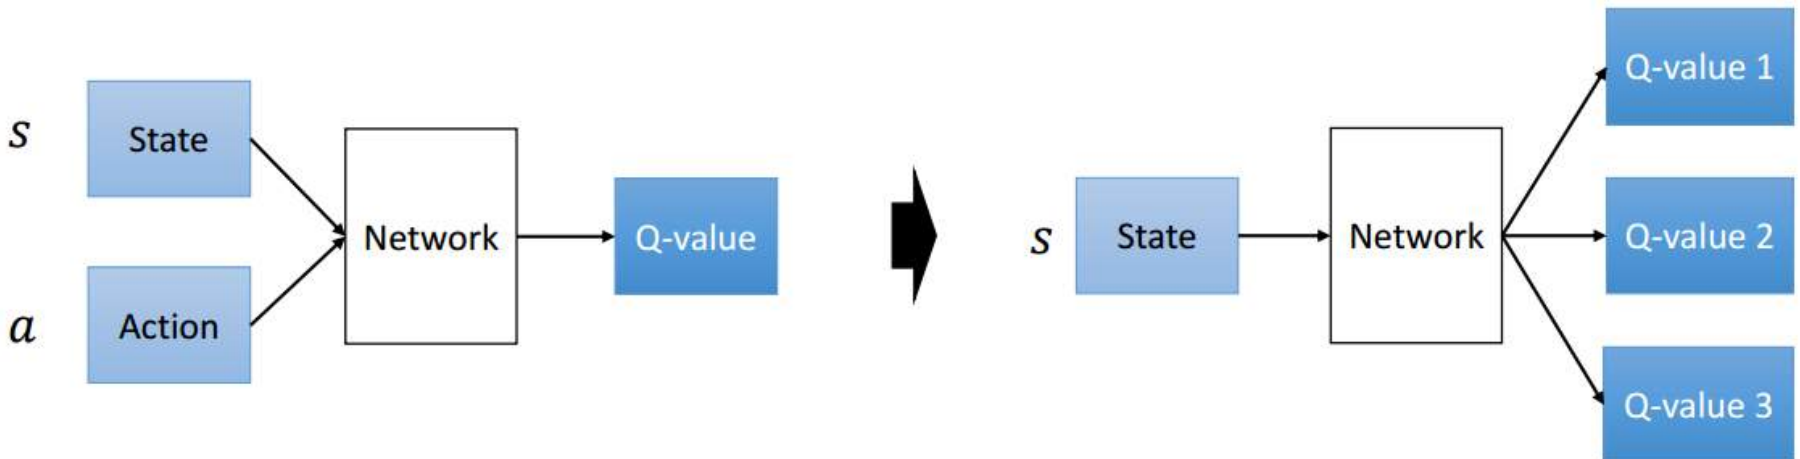 s
State
a
Action
Network
Q-value
s
State
Network
Q-value 1
Q-value 2
Q-value 3